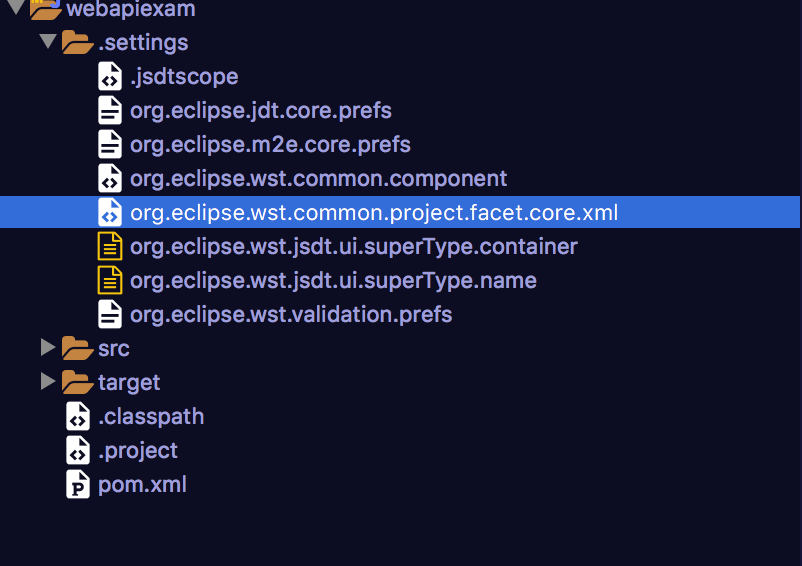 webapiexam
.settings
.jsdtscope
org.eclipse.jdt.core.prefs
org.eclipse.m2e.core.prefs
org.eclipse.wst.common.component
org.eclipse.wst.common.project.facet.core.xml
org.eclipse.wst.jsdt.ui.superType.container
org.eclipse.wst.jsdt.ui.superType.name
org.eclipse.wst.validation.prefs
src
target
.classpath
.project
pom.xml